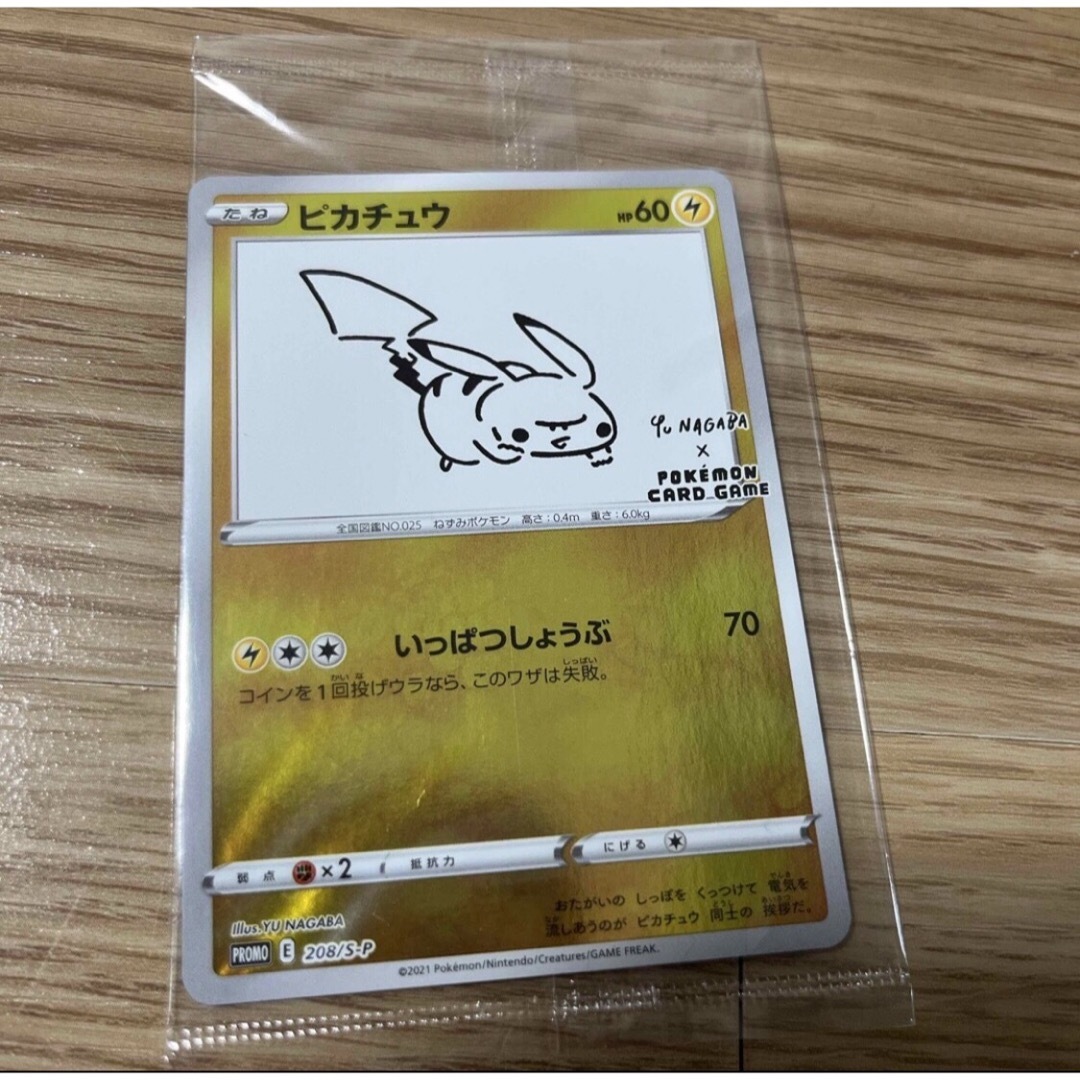 たね ピカチュウ HP 60
Yu NAGABA
×
POKÉMON
CARD GAME
全国図鑑NO.025 ねずみポケモン 高さ:0.4m 重さ:6.0kg
いっぱつしょうぶ 70
コインを1回投げウラなら、このワザは失敗。
弱点 ×2 抵抗力 にげる
おたがいの しっぽを くっつけて 電気を
流しあうのが ピカチュウ 同士の 挨拶だ。
Illus.YU NAGABA
PROMO E 208/S-P
©2021 Pokémon/Nintendo/Creatures/GAME FREAK.